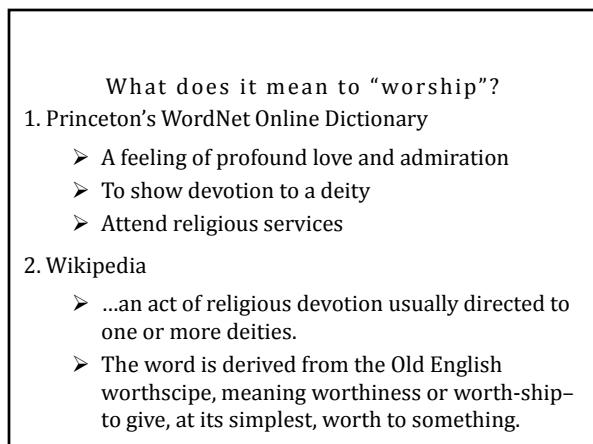 What does it mean to “worship”?
1. Princeton’s WordNet Online Dictionary
➢ A feeling of profound love and admiration
➢ To show devotion to a deity
➢ Attend religious services
2. Wikipedia
➢ …an act of religious devotion usually directed to
one or more deities.
➢ The word is derived from the Old English
worthscipe, meaning worthiness or worth-ship–
to give, at its simplest, worth to something.